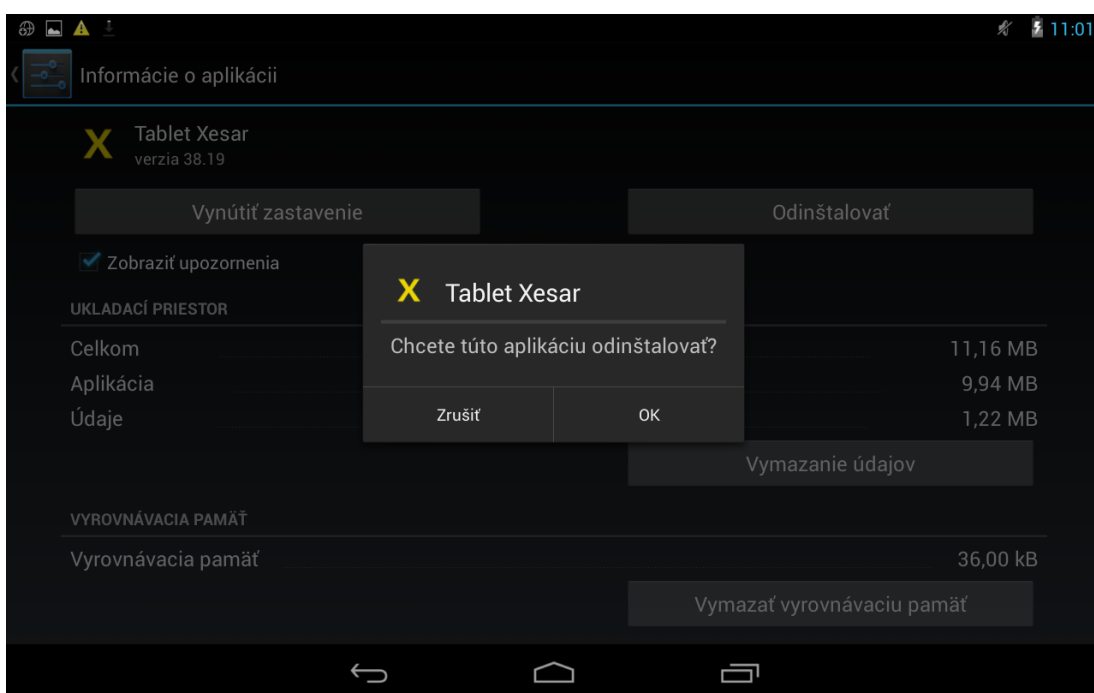 11:01
Informácie o aplikácii
X Tablet Xesar
verzia 38.19
Vynútiť zastavenie
Odinštalovať
Zobraziť upozornenia
X Tablet Xesar
Chcete túto aplikáciu odinštalovať?
Zrušiť
OK
UKLADACÍ PRIESTOR
Celkom 11,16 MB
Aplikácia 9,94 MB
Údaje 1,22 MB
Vymazanie údajov
VYROVNÁVACIA PAMÄŤ
Vyrovnávacia pamäť 36,00 kB
Vymazať vyrovnávaciu pamäť